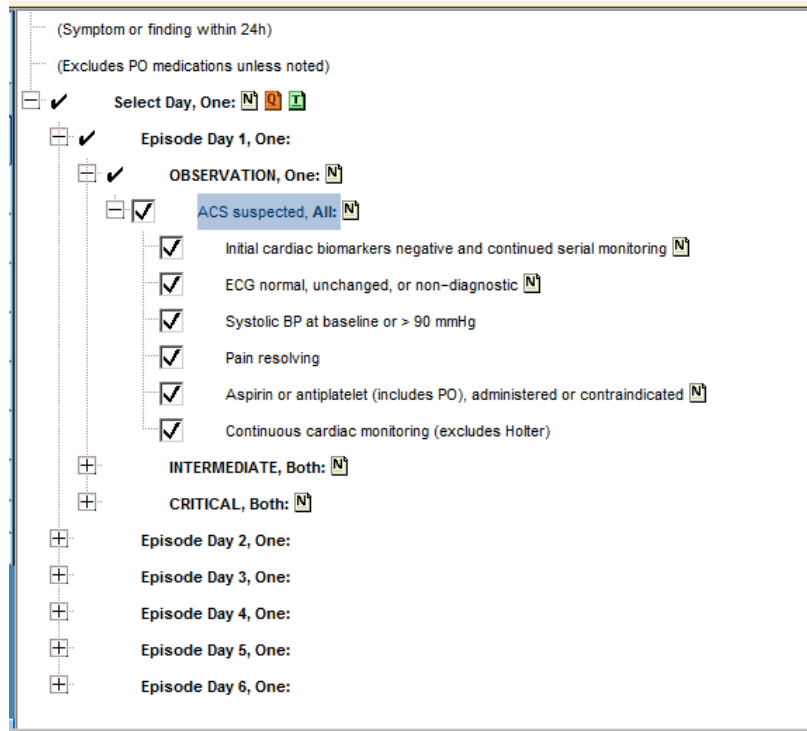 (Symptom or finding within 24h)
(Excludes PO medications unless noted)
Select Day, One: N Q T
Episode Day 1, One:
OBSERVATION, One: N
ACS suspected, All: N
Initial cardiac biomarkers negative and continued serial monitoring N
ECG normal, unchanged, or non-diagnostic N
Systolic BP at baseline or > 90 mmHg
Pain resolving
Aspirin or antiplatelet (includes PO), administered or contraindicated N
Continuous cardiac monitoring (excludes Holter)
INTERMEDIATE, Both: N
CRITICAL, Both: N
Episode Day 2, One:
Episode Day 3, One:
Episode Day 4, One:
Episode Day 5, One:
Episode Day 6, One: